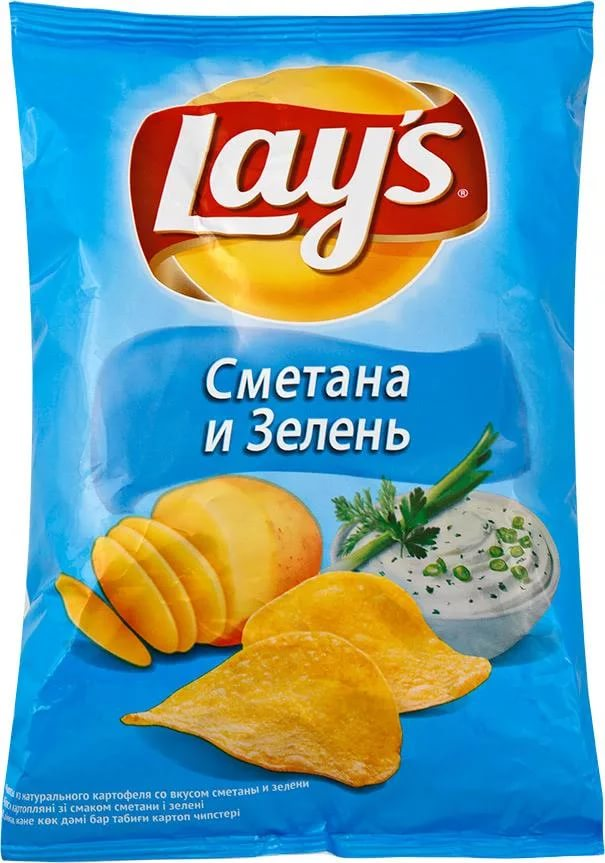 Lay's
®
Сметана
и Зелень
из натурального картофеля со вкусом сметаны и зелени
картопляні зі смаком сметани і зелені
және көк дәмі бар табиғи картоп чипстері